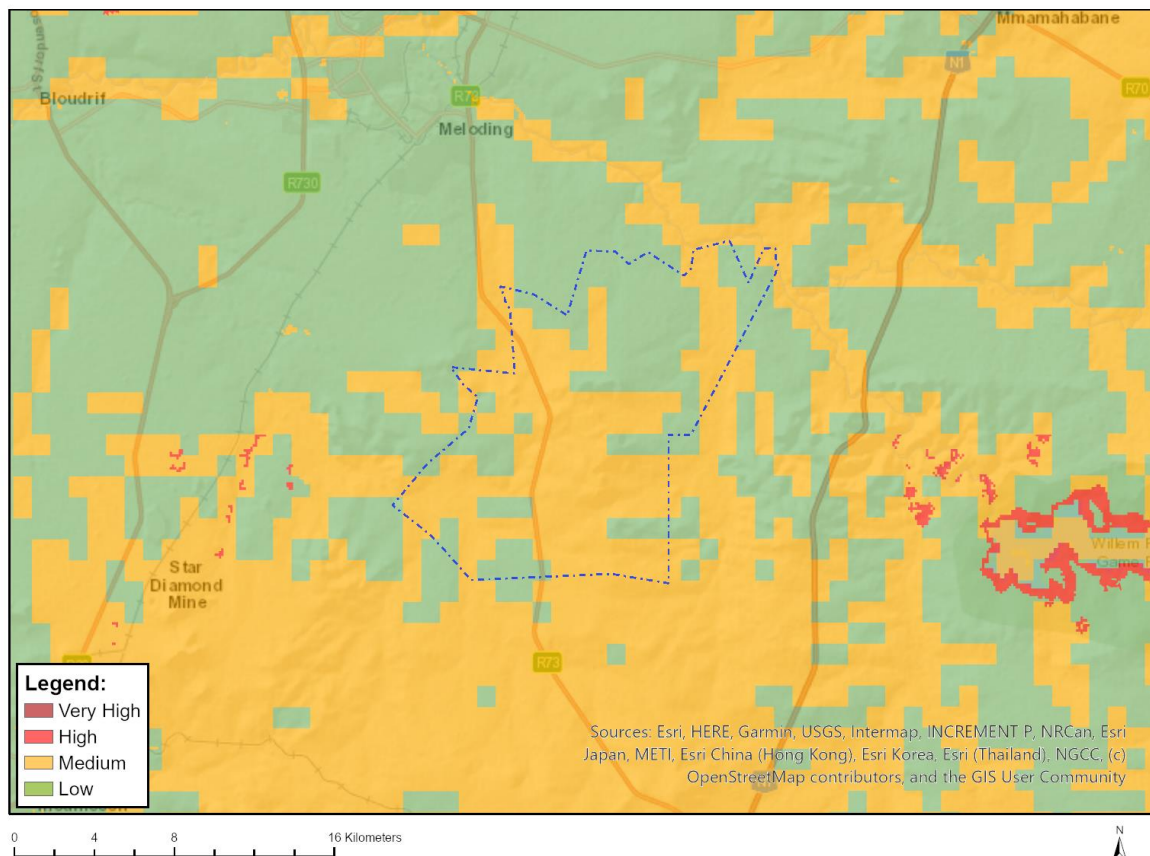 Mmamahabane
N1
R70
Bloudrif
R73
Meloding
R730
Willem P
Game R
Star
Diamond
Mine
R73
Legend:
Very High
High
Medium
Low
Sources: Esri, HERE, Garmin, USGS, Intermap, INCREMENT P, NRCan, Esri
Japan, METI, Esri China (Hong Kong), Esri Korea, Esri (Thailand), NGCC, (c)
OpenStreetMap contributors, and the GIS User Community
0 4 8 16 Kilometers
N